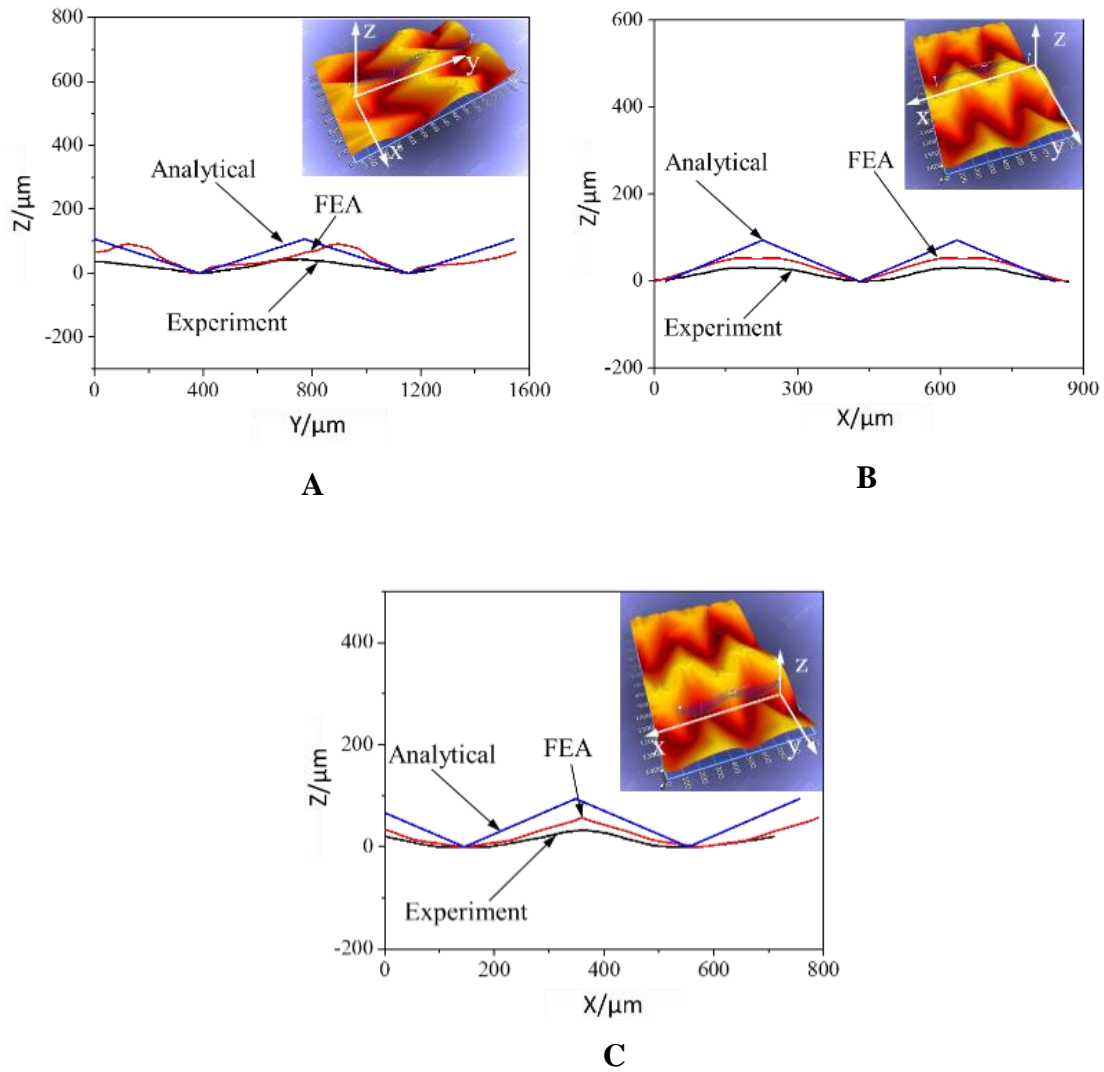 800
600
400
200
0
-200
Z/μm
Analytical
FEA
Experiment
z
y
x
0 400 800 1200 1600
Y/μm
A
600
400
200
0
-200
Z/μm
Analytical
FEA
Experiment
z
x
y
0 300 600 900
X/μm
B
400
200
0
-200
Z/μm
Analytical
FEA
Experiment
z
x
y
0 200 400 600 800
X/μm
C